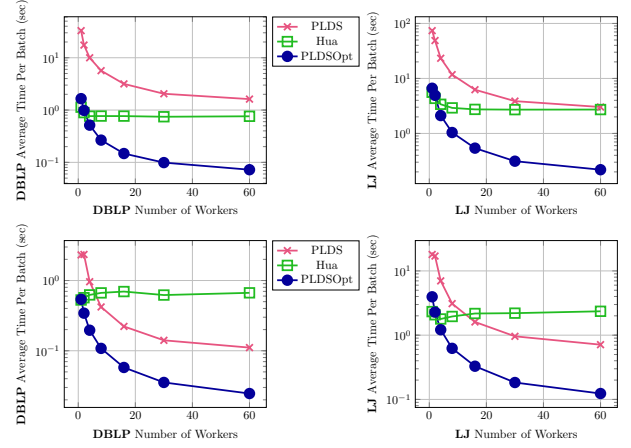 DBLP Average Time Per Batch (sec)
10^1
10^0
10^−1
0
20
40
60
DBLP Number of Workers
PLDS
Hua
PLDSOpt
LJ Average Time Per Batch (sec)
10^2
10^1
10^0
0
20
40
60
LJ Number of Workers
DBLP Average Time Per Batch (sec)
10^0
10^−1
0
20
40
60
DBLP Number of Workers
PLDS
Hua
PLDSOpt
LJ Average Time Per Batch (sec)
10^1
10^0
10^−1
0
20
40
60
LJ Number of Workers